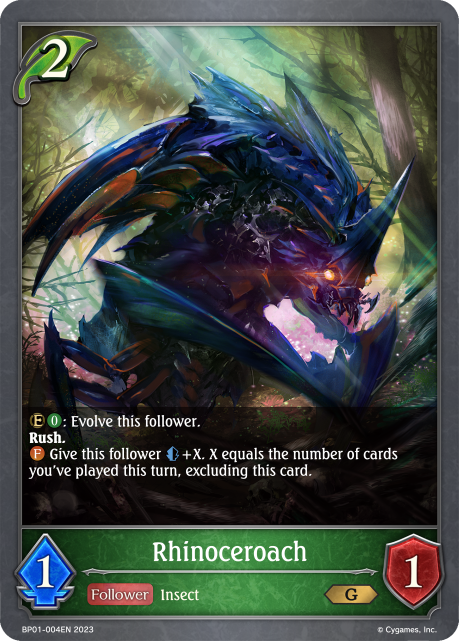 2
E 0 : Evolve this follower.
Rush.
F Give this follower +X. X equals the number of cards
you've played this turn, excluding this card.
Rhinoceroach
1 Follower Insect G 1
BP01-004EN 2023 © Cygames, Inc.